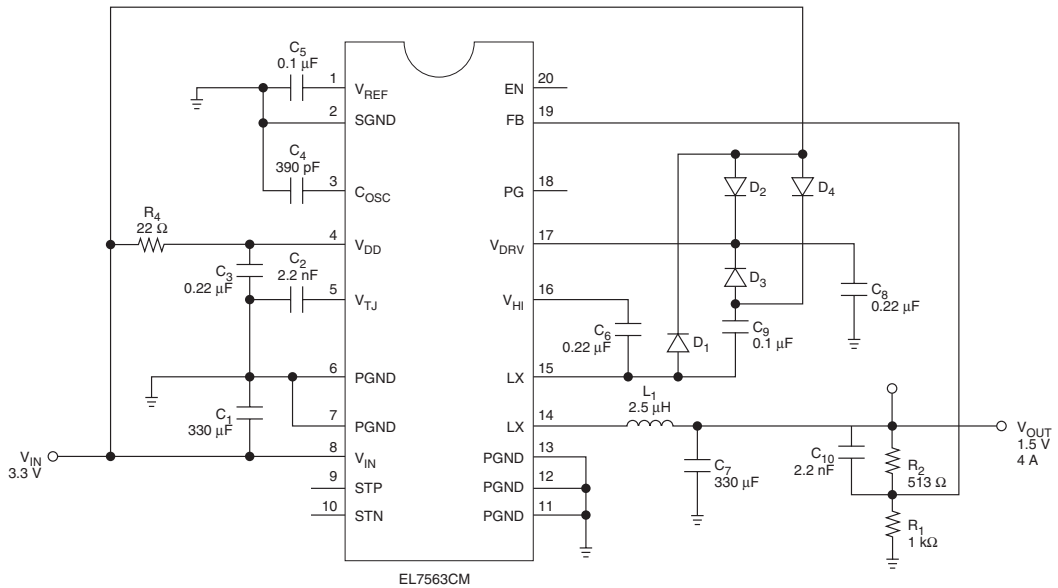 C5
0.1 µF
1
VREF
2
SGND
C4
390 pF
3
COSC
R4
22 Ω
4
VDD
C3
0.22 µF
C2
2.2 nF
5
VTJ
6
PGND
C1
330 µF
7
PGND
VIN
3.3 V
8
VIN
9
STP
10
STN
20
EN
19
FB
18
PG
17
VDRV
16
VHI
15
LX
14
LX
13
PGND
12
PGND
11
PGND
D2
D4
D3
D1
C6
0.22 µF
C9
0.1 µF
C8
0.22 µF
L1
2.5 µH
C7
330 µF
C10
2.2 nF
R2
513 Ω
R1
1 kΩ
VOUT
1.5 V
4 A
EL7563CM